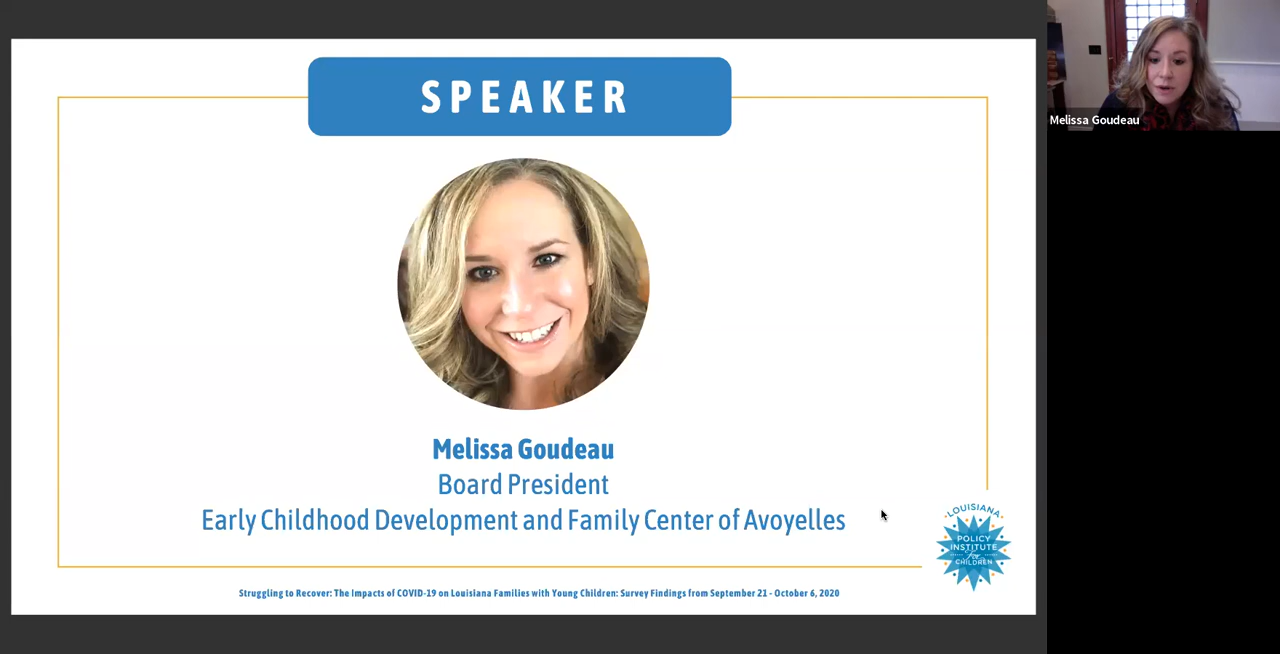 SPEAKER
Melissa Goudeau
Melissa Goudeau
Board President
Early Childhood Development and Family Center of Avoyelles
LOUISIANA
POLICY
INSTITUTE
for
CHILDREN
Struggling to Recover: The Impacts of COVID-19 on Louisiana Families with Young Children: Survey Findings from September 21 - October 6, 2020